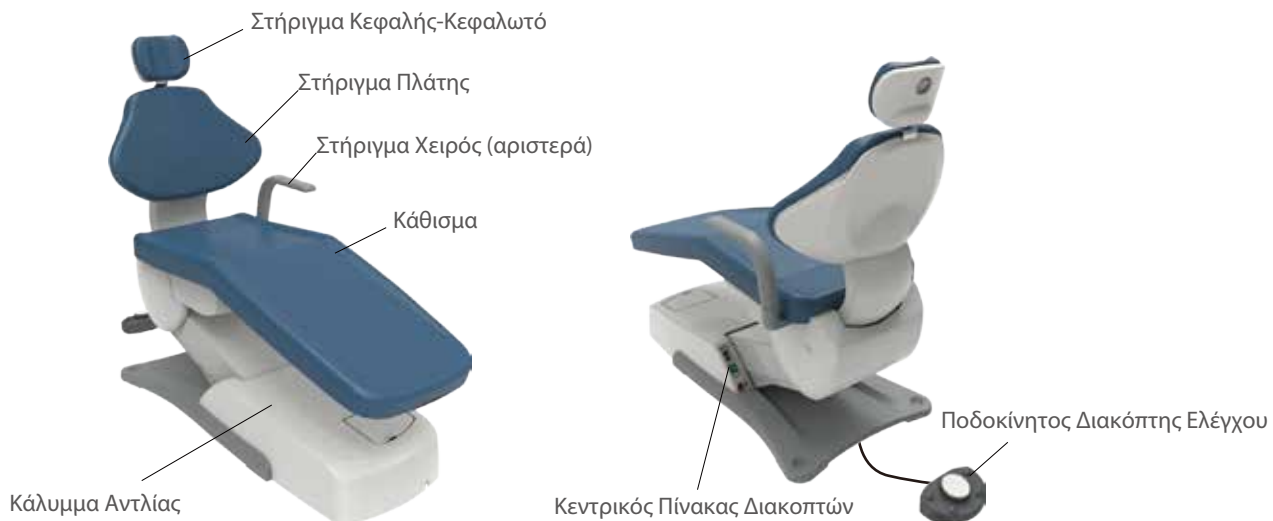 Στήριγμα Κεφαλής-Κεφαλωτό
Στήριγμα Πλάτης
Στήριγμα Χειρός (αριστερά)
Κάθισμα
Κάλυμμα Αντλίας
Ποδοκίνητος Διακόπτης Ελέγχου
Κεντρικός Πίνακας Διακοπτών